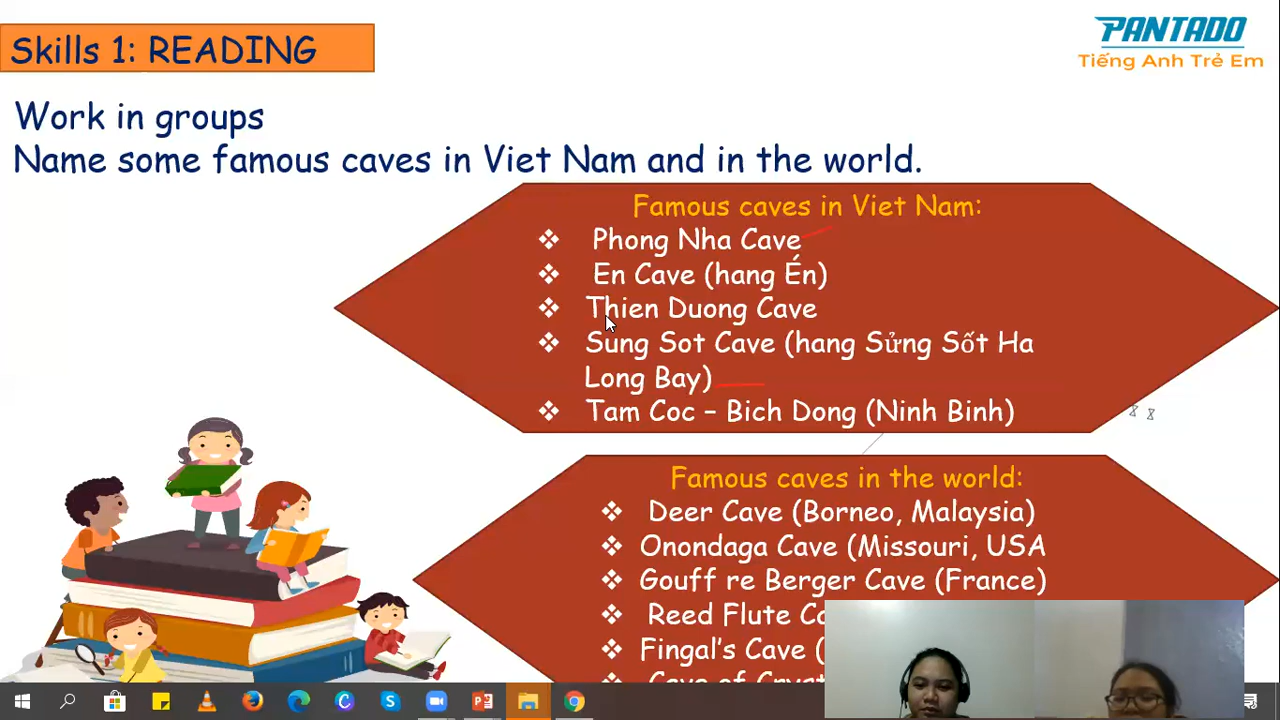 Skills 1: READING
PANTADO
Tiếng Anh Trẻ Em
Work in groups
Name some famous caves in Viet Nam and in the world.
Famous caves in Viet Nam:
Phong Nha Cave
En Cave (hang Én)
Thien Duong Cave
Sung Sot Cave (hang Sửng Sốt Ha
Long Bay)
Tam Coc – Bich Dong (Ninh Binh)
Famous caves in the world:
Deer Cave (Borneo, Malaysia)
Onondaga Cave (Missouri, USA
Gouff re Berger Cave (France)
Reed Flute
Fingal's Cave (
Cave of